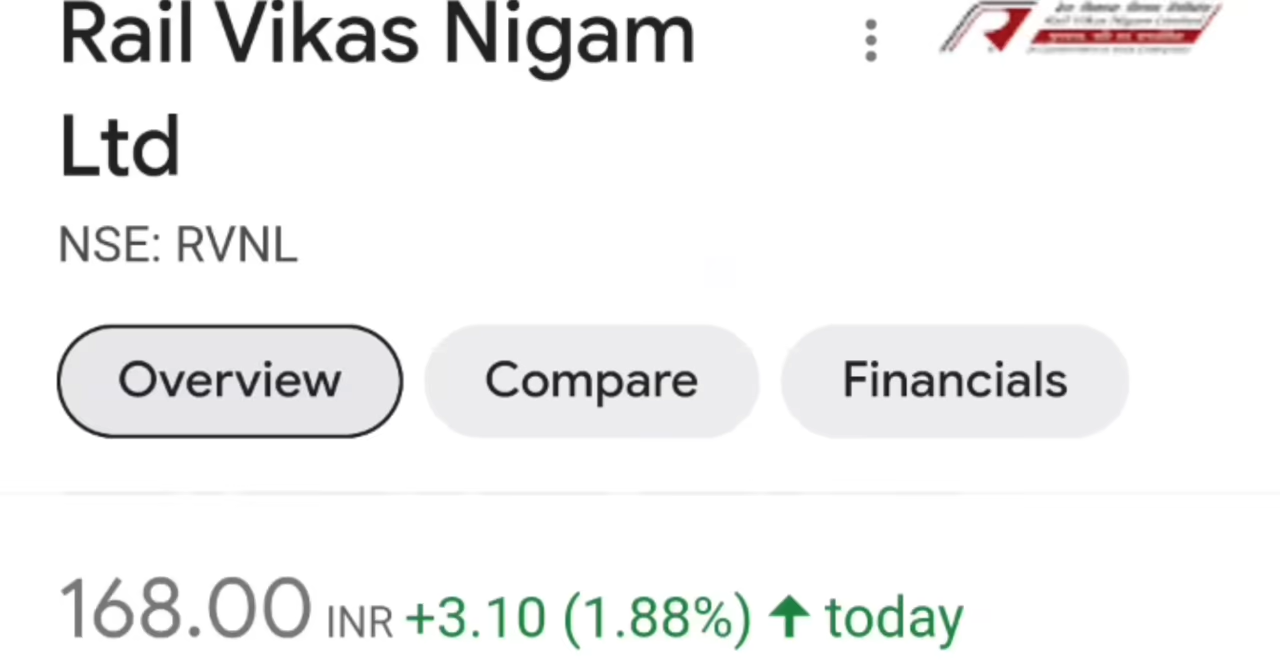 Rail Vikas Nigam
Ltd
NSE: RVNL
Overview
Compare
Financials
168.00 INR +3.10 (1.88%) ↑ today